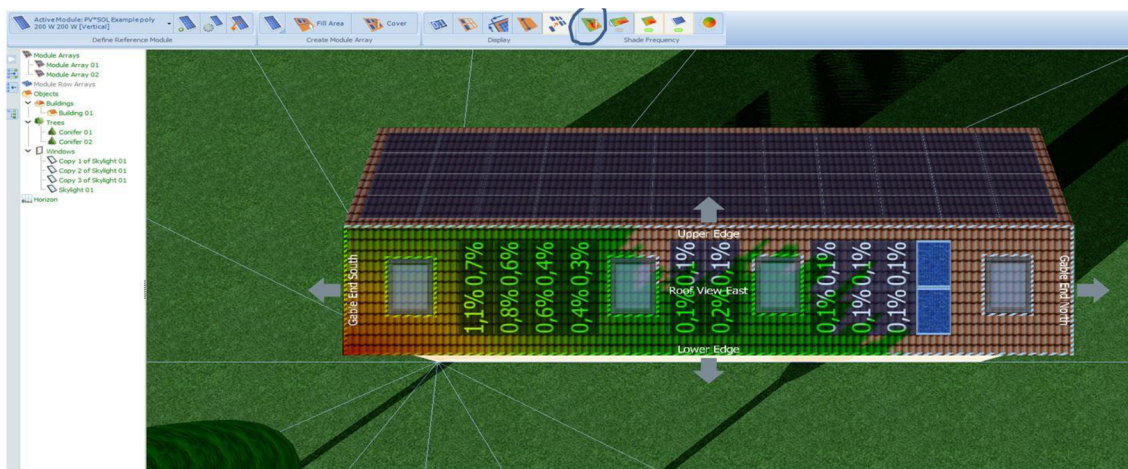 Active Module: PV*SOL Example poly
200 W 200 W [Vertical]
Define Reference Module
Fill Area
Cover
Create Module Array
Display
Shade Frequency
Module Arrays
Module Array 01
Module Array 02
Module Row Arrays
Objects
Buildings
Building 01
Trees
Conifer 01
Conifer 02
Windows
Copy 1 of Skylight 01
Copy 2 of Skylight 01
Copy 3 of Skylight 01
Skylight 01
Horizon
Upper Edge
Gable End South
1,1% 0,7%
0,8% 0,6%
0,6% 0,4%
0,4% 0,3%
0,1% 0,1%
0,2% 0,1%
Roof View East
0,1% 0,1%
0,1% 0,1%
0,1% 0,1%
Gable End North
Lower Edge